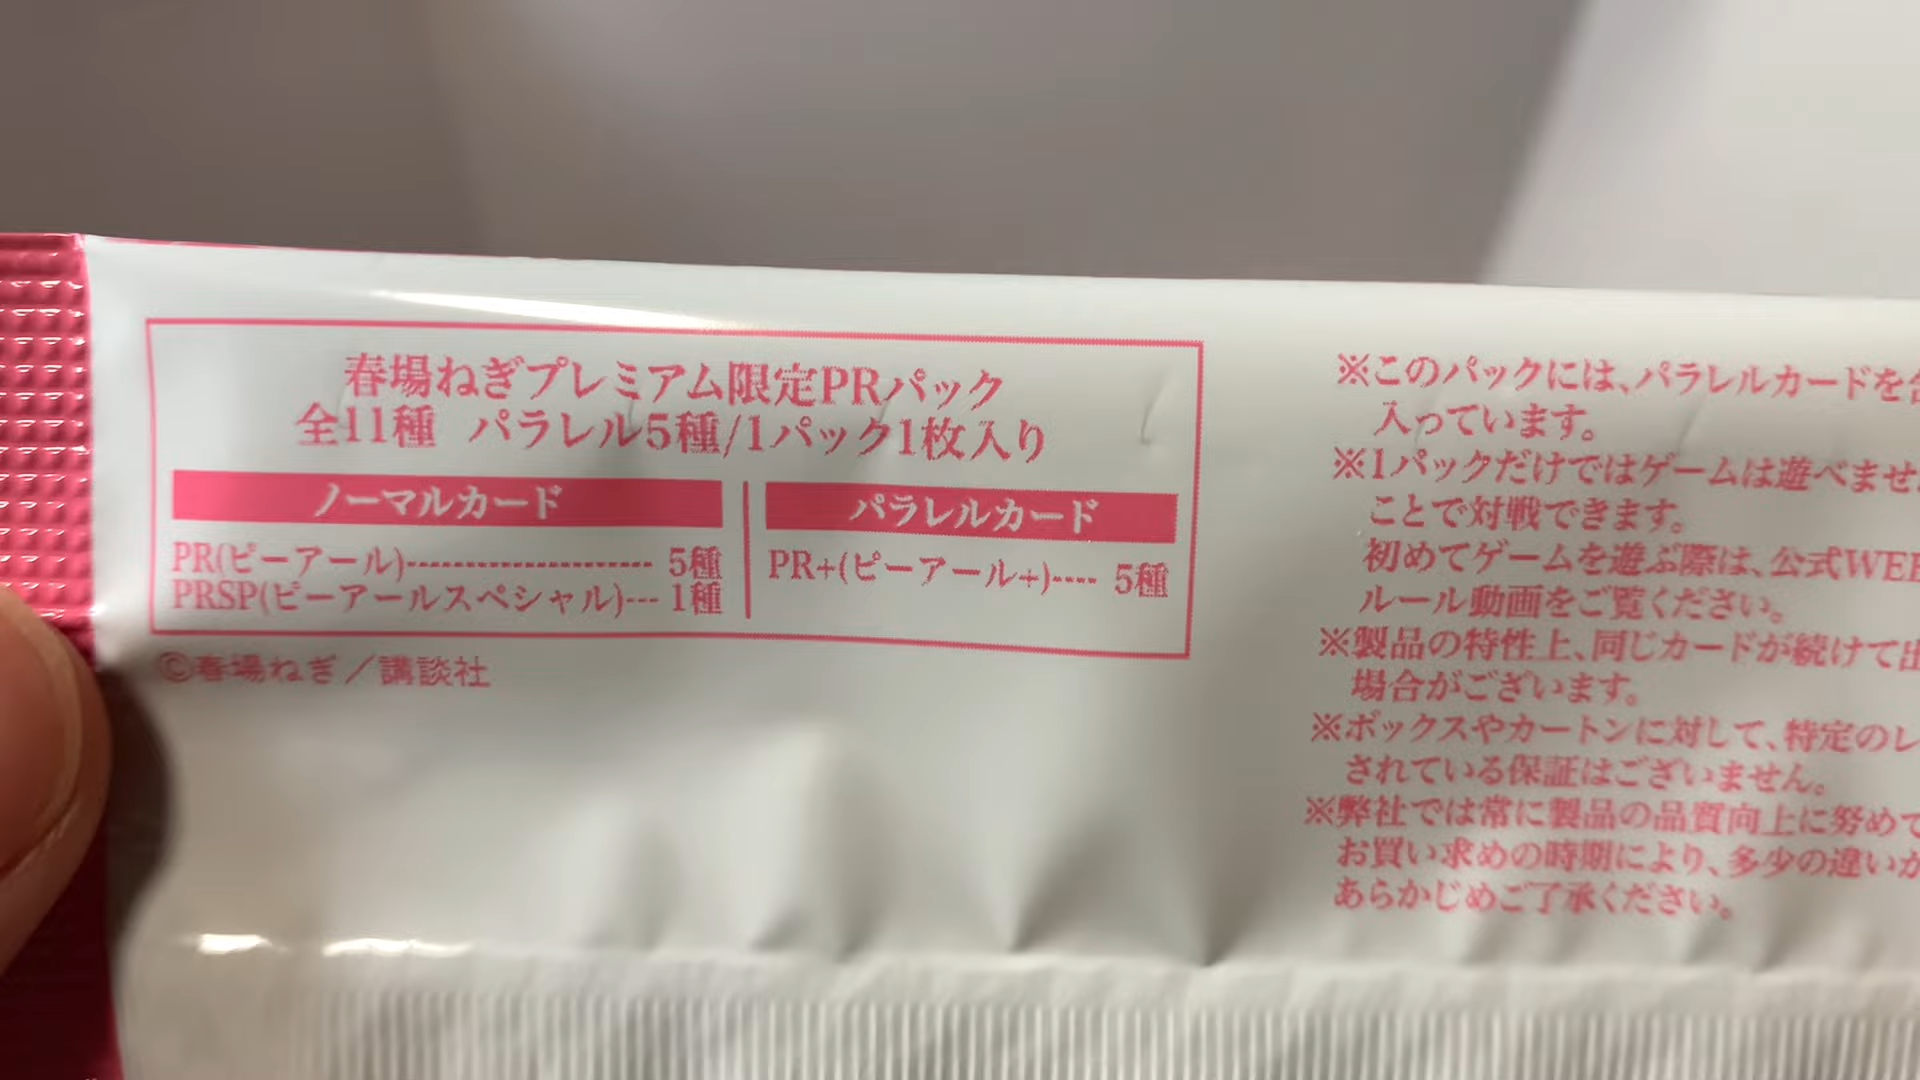 春場ねぎプレミアム限定PRパック
全11種 パラレル5種/1パック1枚入り
ノーマルカード
PR(ピーアール)--------------------- 5種
PRSP(ピーアールスペシャル)--- 1種
パラレルカード
PR+(ピーアール+)---- 5種
©春場ねぎ／講談社
※このパックには、パラレルカードを含
入っています。
※1パックだけではゲームは遊べませ
ことで対戦できます。
初めてゲームを遊ぶ際は、公式WEB
ルール動画をご覧ください。
※製品の特性上、同じカードが続けて出
場合がございます。
※ボックスやカートンに対して、特定のレ
されている保証はございません。
※弊社では常に製品の品質向上に努めて
お買い求めの時期により、多少の違いが
あらかじめご了承ください。